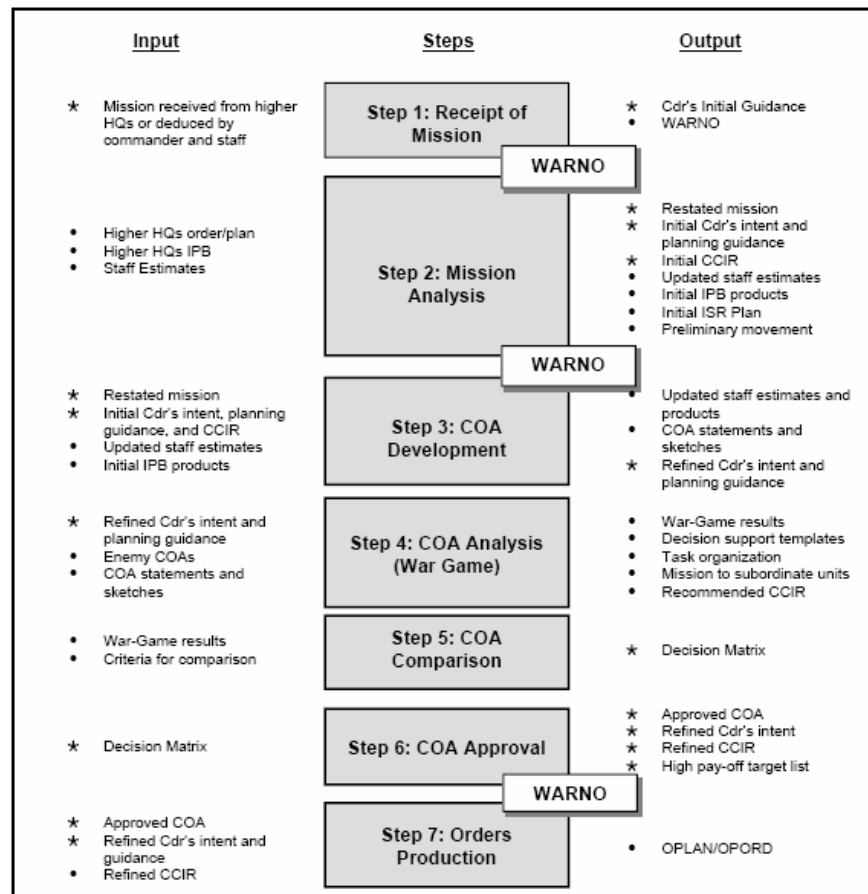 Input
Steps
Output
★ Mission received from higher
HQs or deduced by
commander and staff
Step 1: Receipt of
Mission
★ Cdr's Initial Guidance
• WARNO
WARNO
• Higher HQs order/plan
• Higher HQs IPB
• Staff Estimates
Step 2: Mission
Analysis
★ Restated mission
★ Initial Cdr's intent and
planning guidance
★ Initial CCIR
• Updated staff estimates
• Initial IPB products
• Initial ISR Plan
• Preliminary movement
WARNO
★ Restated mission
★ Initial Cdr's intent, planning
guidance, and CCIR
• Updated staff estimates
• Initial IPB products
Step 3: COA
Development
• Updated staff estimates and
products
• COA statements and
sketches
★ Refined Cdr's intent and
planning guidance
★ Refined Cdr's intent and
planning guidance
• Enemy COAs
• COA statements and
sketches
Step 4: COA Analysis
(War Game)
• War-Game results
• Decision support templates
• Task organization
• Mission to subordinate units
• Recommended CCIR
• War-Game results
• Criteria for comparison
Step 5: COA
Comparison
★ Decision Matrix
★ Decision Matrix
Step 6: COA Approval
★ Approved COA
★ Refined Cdr's intent
★ Refined CCIR
★ High pay-off target list
WARNO
★ Approved COA
★ Refined Cdr's intent and
guidance
• Refined CCIR
Step 7: Orders
Production
• OPLAN/OPORD